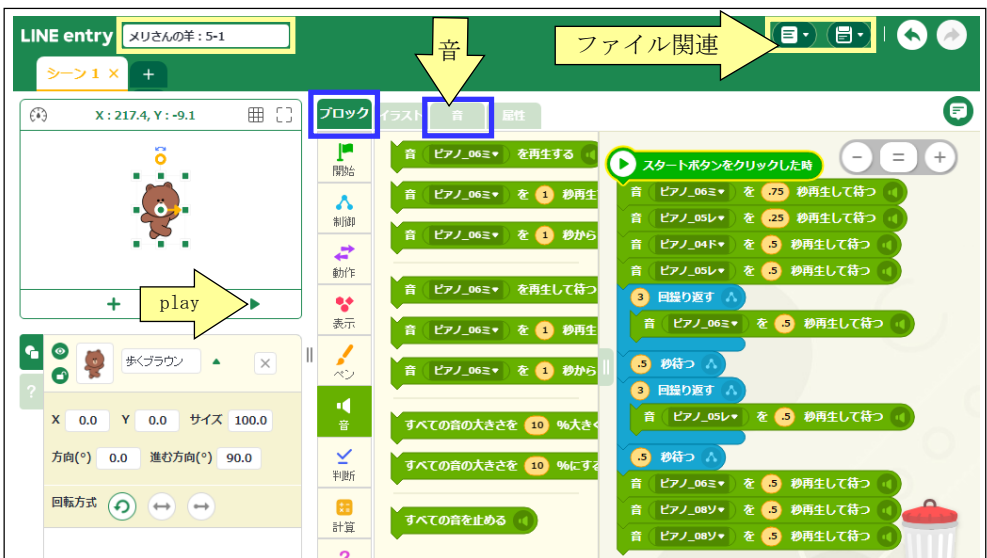 LINE entry
メリさんの羊：5-1
音
ファイル関連
シーン 1 ×
+
X : 217.4, Y : -9.1
ブロック
イラスト
音
属性
play
歩くブラウン
X 0.0 Y 0.0 サイズ 100.0
方向(°) 0.0 進む方向(°) 90.0
回転方式
?
開始
制御
動作
表示
ペン
音
判断
計算
?
音 ピアノ_06ミ▼ を再生する
音 ピアノ_06ミ▼ を 1 秒再生
音 ピアノ_06ミ▼ を 1 秒から
音 ピアノ_06ミ▼ を再生して待つ
音 ピアノ_06ミ▼ を 1 秒再生
音 ピアノ_06ミ▼ を 1 秒から
すべての音の大きさを 10 %大きく
すべての音の大きさを 10 %にする
すべての音を止める
スタートボタンをクリックした時
音 ピアノ_06ミ▼ を .75 秒再生して待つ
音 ピアノ_05レ▼ を .25 秒再生して待つ
音 ピアノ_04ド▼ を .5 秒再生して待つ
音 ピアノ_05レ▼ を .5 秒再生して待つ
3 回繰り返す
音 ピアノ_06ミ▼ を .5 秒再生して待つ
.5 秒待つ
3 回繰り返す
音 ピアノ_05レ▼ を .5 秒再生して待つ
.5 秒待つ
音 ピアノ_06ミ▼ を .5 秒再生して待つ
音 ピアノ_08ソ▼ を .5 秒再生して待つ
音 ピアノ_08ソ▼ を .5 秒再生して待つ